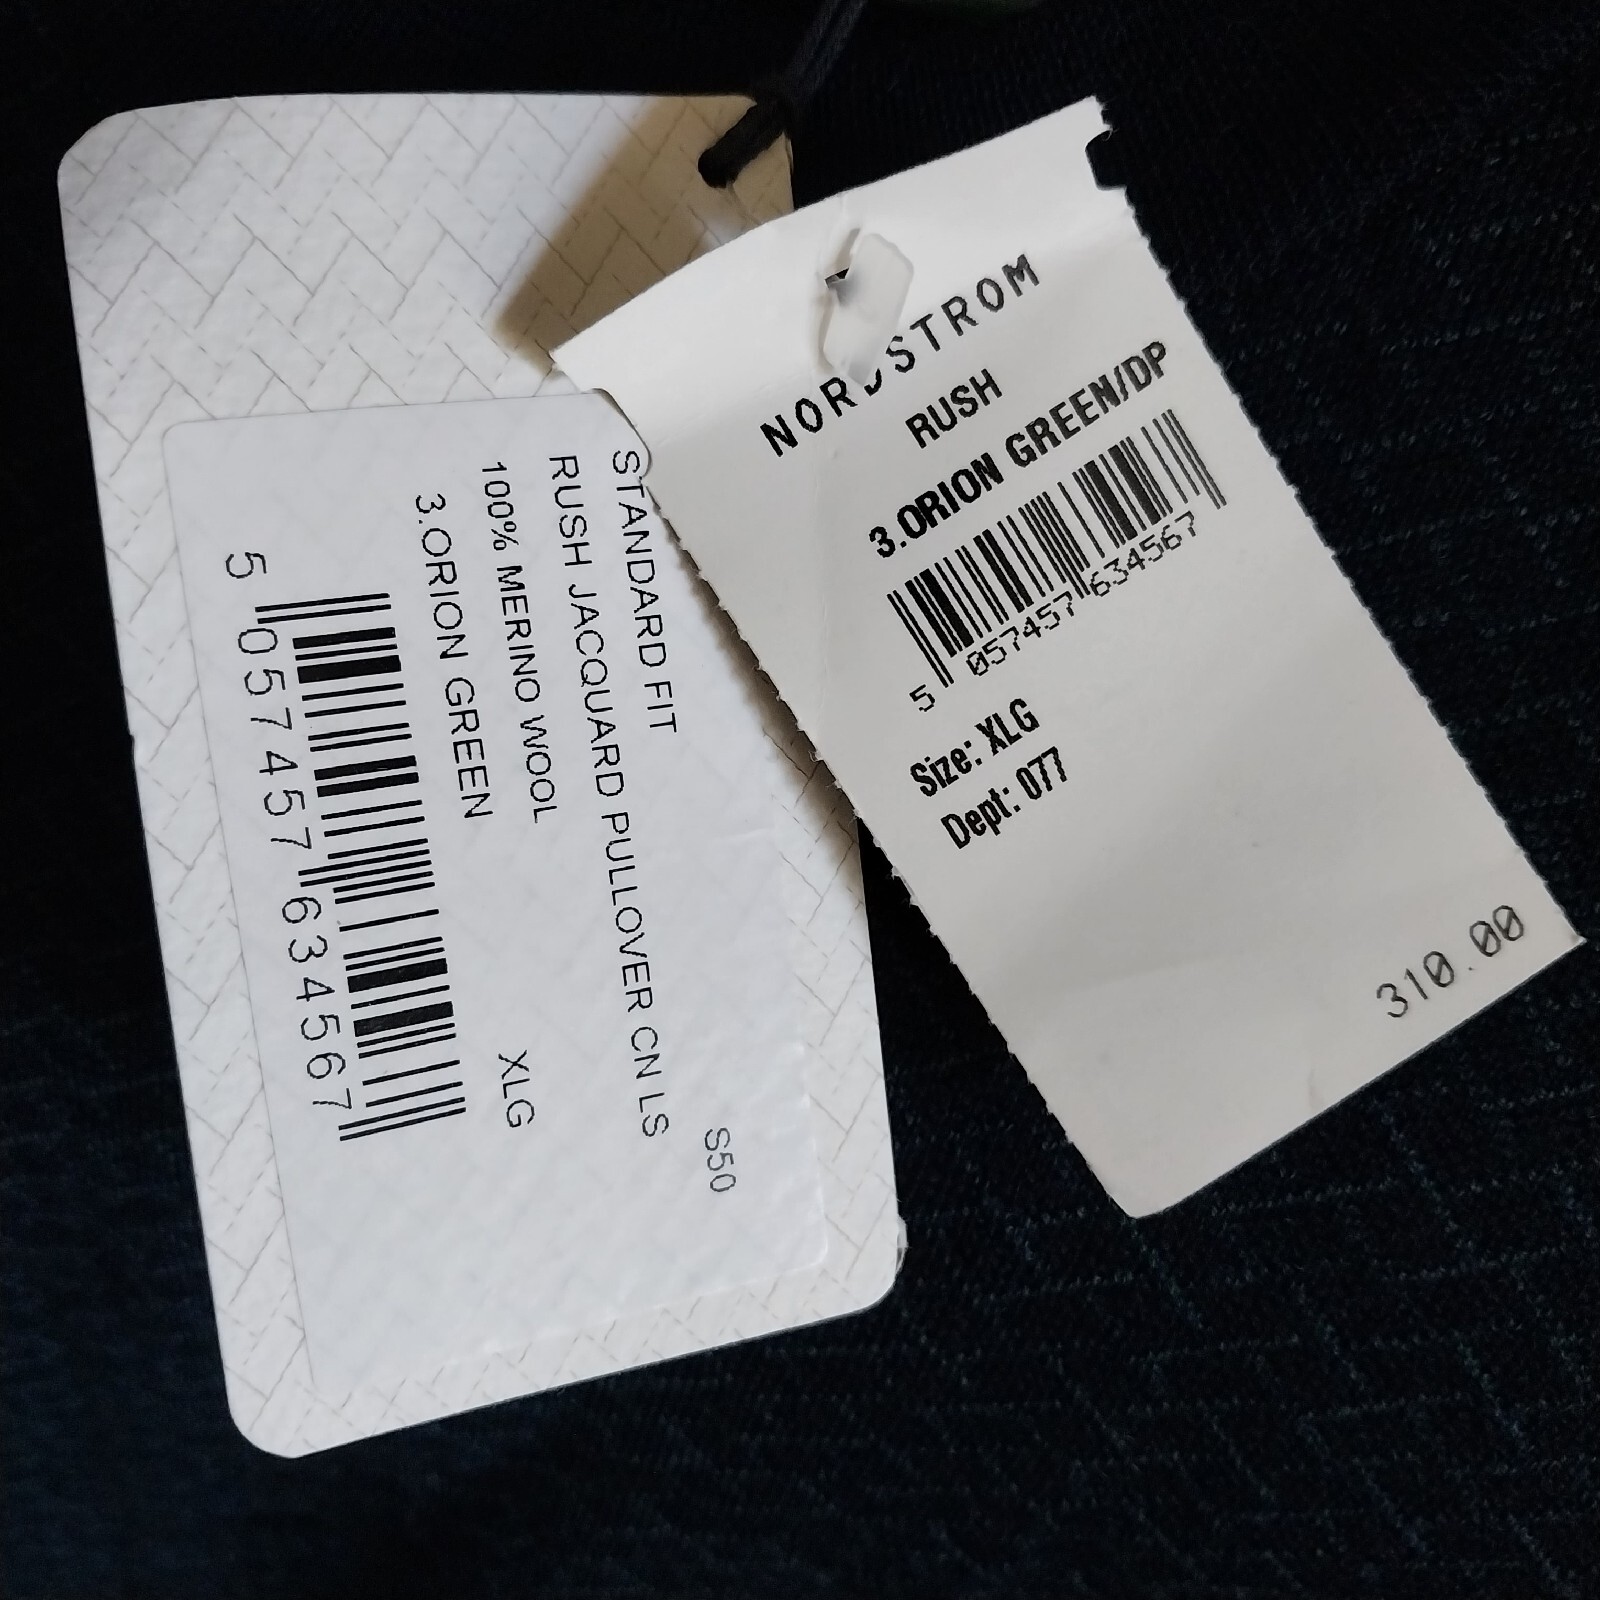 STANDARD FIT
RUSH JACQUARD PULLOVER CN LS
100% MERINO WOOL
3.ORION GREEN
XLG
S50
5 057457 634567
NORDSTROM
RUSH
3.ORION GREEN/DP
5 057457 634567
Size: XLG
Dept: 077
310.00